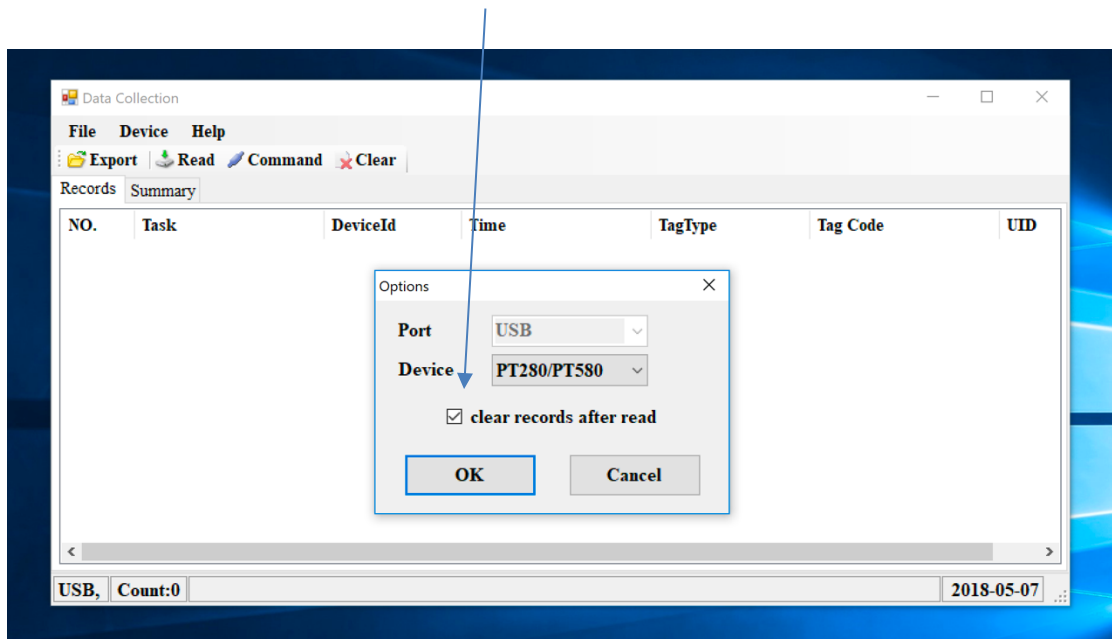 Data Collection
File Device Help
Export Read Command Clear
Records Summary
NO. Task DeviceId Time TagType Tag Code UID
Options
Port USB
Device PT280/PT580
clear records after read
OK Cancel
USB, Count:0 2018-05-07